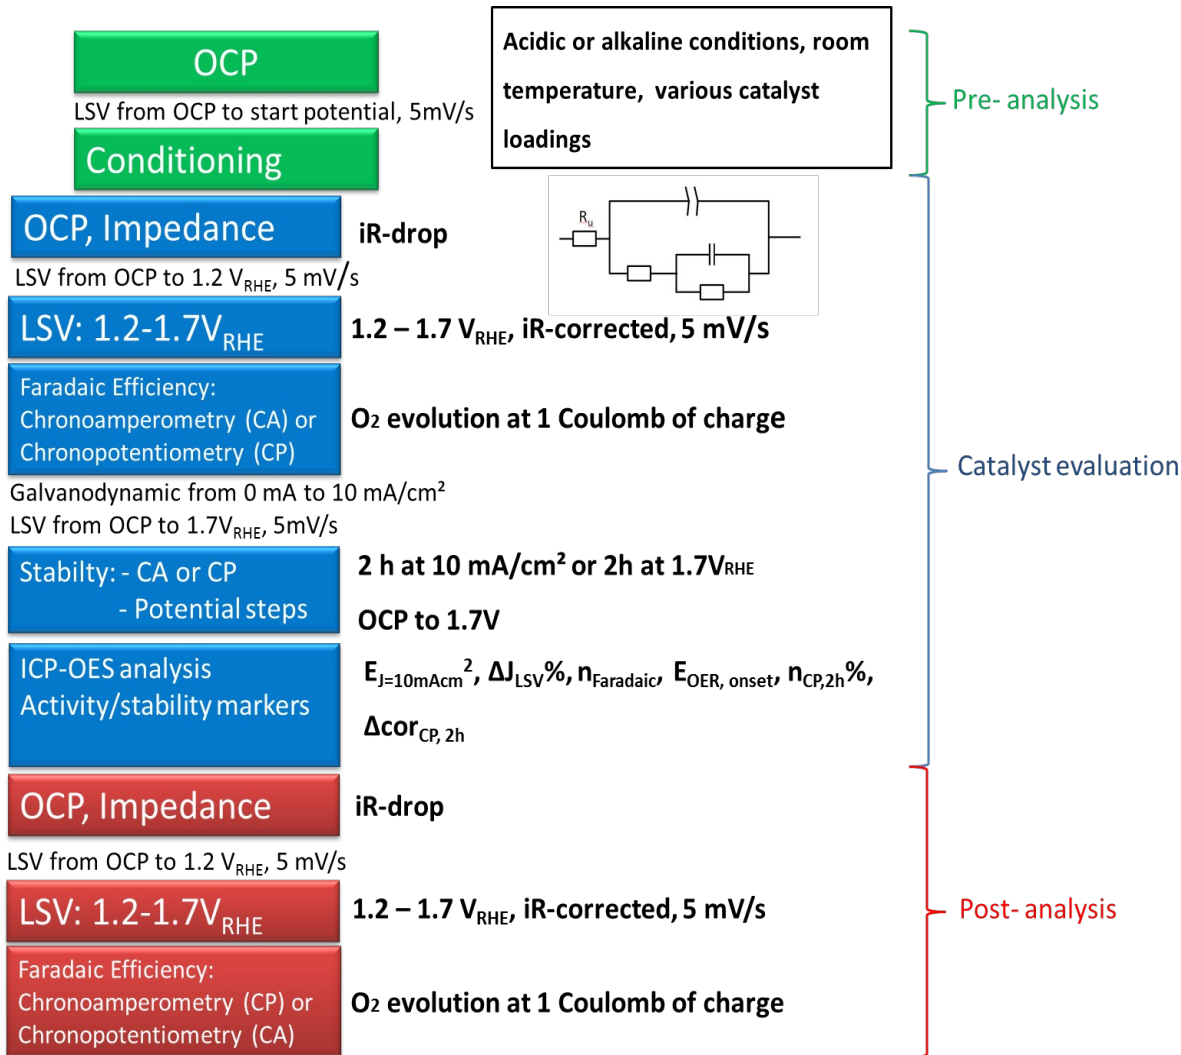 OCP
LSV from OCP to start potential, 5mV/s
Conditioning
Acidic or alkaline conditions, room
temperature, various catalyst
loadings
Pre- analysis
OCP, Impedance
iR-drop
Ru
LSV from OCP to 1.2 VRHE, 5 mV/s
LSV: 1.2-1.7VRHE
1.2 – 1.7 VRHE, iR-corrected, 5 mV/s
Faradaic Efficiency:
Chronoamperometry (CA) or
Chronopotentiometry (CP)
O2 evolution at 1 Coulomb of charge
Catalyst evaluation
Galvanodynamic from 0 mA to 10 mA/cm²
LSV from OCP to 1.7VRHE, 5mV/s
Stabilty: - CA or CP
- Potential steps
2 h at 10 mA/cm² or 2h at 1.7VRHE
OCP to 1.7V
ICP-OES analysis
Activity/stability markers
EJ=10mAcm2, ΔJLSV%, nFaradaic, EOER, onset, nCP,2h%,
ΔcorCP, 2h
OCP, Impedance
iR-drop
LSV from OCP to 1.2 VRHE, 5 mV/s
LSV: 1.2-1.7VRHE
1.2 – 1.7 VRHE, iR-corrected, 5 mV/s
Post- analysis
Faradaic Efficiency:
Chronoamperometry (CP) or
Chronopotentiometry (CA)
O2 evolution at 1 Coulomb of charge